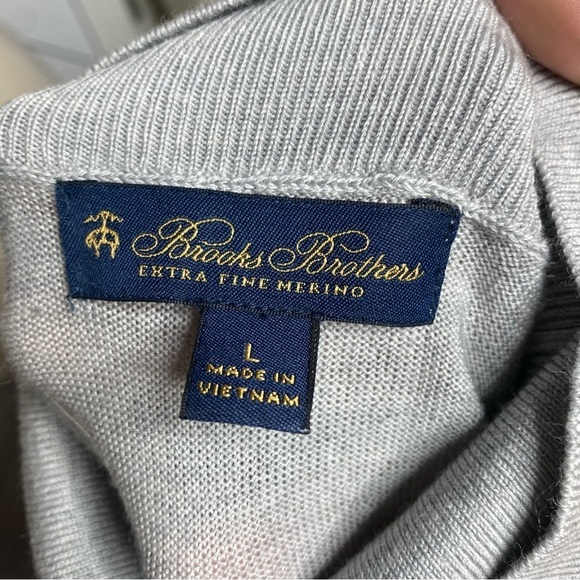 Brooks Brothers
EXTRA FINE MERINO
L
MADE IN
VIETNAM